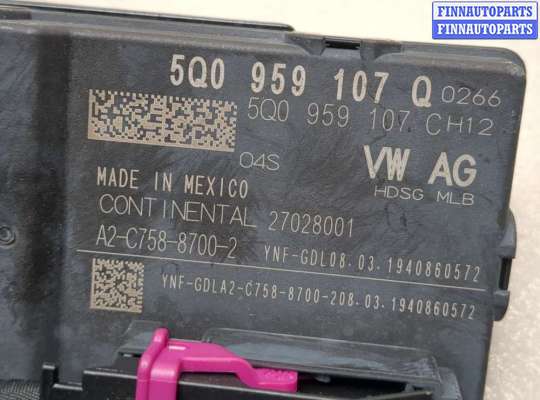 FINNAUTOPARTS
FINNAUTOPARTS
5Q0 959 107 Q 0266
5Q0 959 107 CH12
04S VW AG
HDSG MLB
MADE IN MEXICO
CONTINENTAL 27028001
A2-C758-8700-2 YNF-GDL08.03.1940860572
YNF-GDLA2-C758-8700-208.03.1940860572